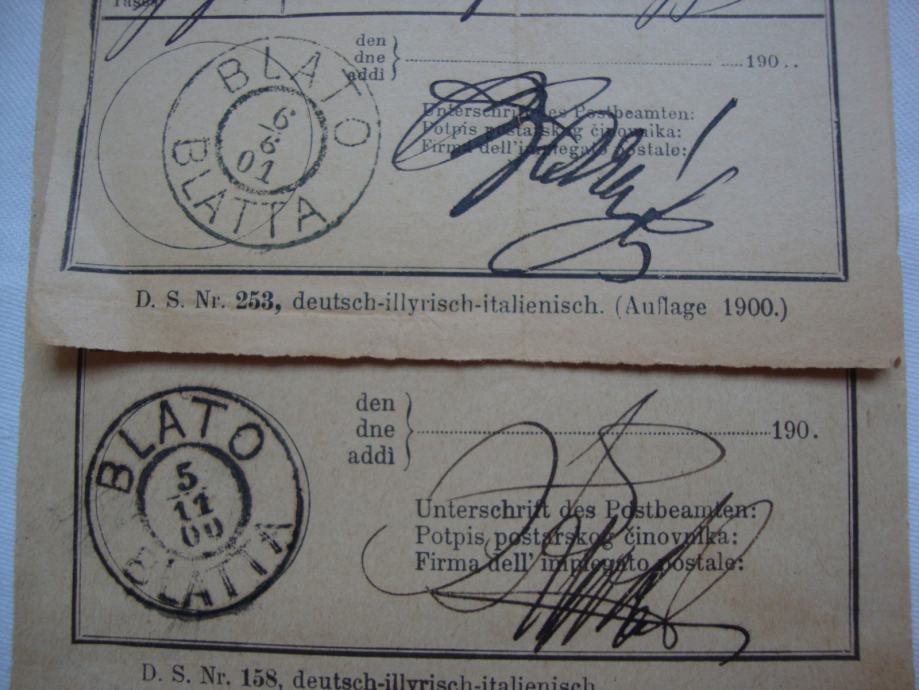 den
dne
addì
190..
BLATO
6
6
01
BLATTA
Unterschrift des Postbeamten:
Potpis poštarskog činovnika:
Firma dell' impiegato postale:
D. S. Nr. 253, deutsch-illyrisch-italienisch. (Auflage 1900.)
den
dne
addì
190.
BLATO
5
11
00
BLATTA
Unterschrift des Postbeamten:
Potpis poštarskog činovnika:
Firma dell' impiegato postale:
D. S. Nr. 158, deutsch-illyrisch-italienisch.